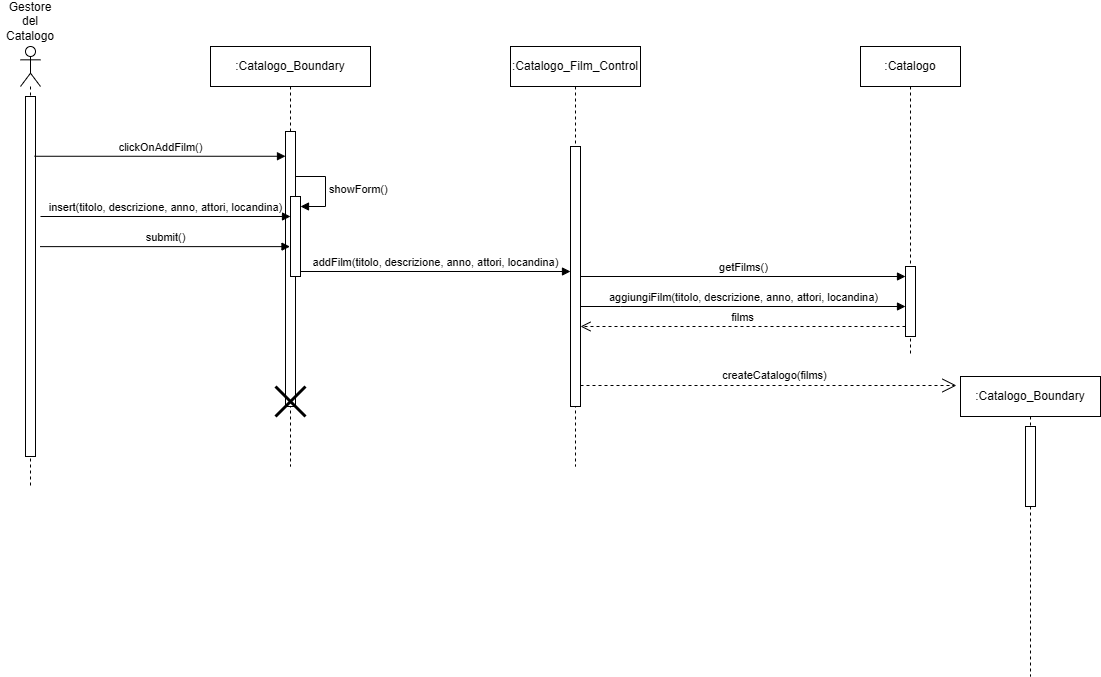 Gestore
del
Catalogo
:Catalogo_Boundary
:Catalogo_Film_Control
:Catalogo
clickOnAddFilm()
showForm()
insert(titolo, descrizione, anno, attori, locandina)
submit()
addFilm(titolo, descrizione, anno, attori, locandina)
getFilms()
aggiungiFilm(titolo, descrizione, anno, attori, locandina)
films
createCatalogo(films)
:Catalogo_Boundary